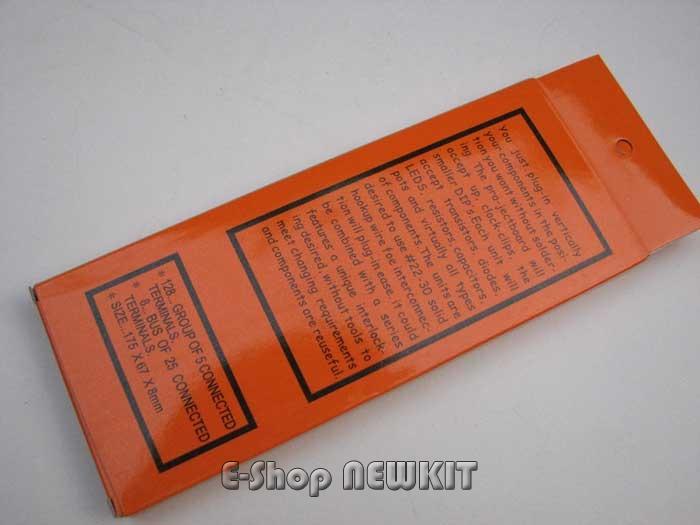 You just plug-in vertically
your components in the posi-
tion you want without solder-
ing. The pro-jectboard will
accept up clock-clips, the
smaller DIP's.Each unit will
accept transistors, diodes
LEDS, resistors,capacitors.
pots and virtually all types
of components. The units are
desired to use #22-30 solid
hookup wire foe interconnec-
tion will plug-in ease. it could
be combined with a series
features a unique interlock-
ing desired, without tools to
meet changing requirements
and components are reuseful.
* 128... GROUP OF 5 CONNECTED
TERMINALS,
* 8... BUS OF 25 CONNECTED
TERMINALS,
* SIZE...175 X 67 X 8mm
E-Shop NEWKIT